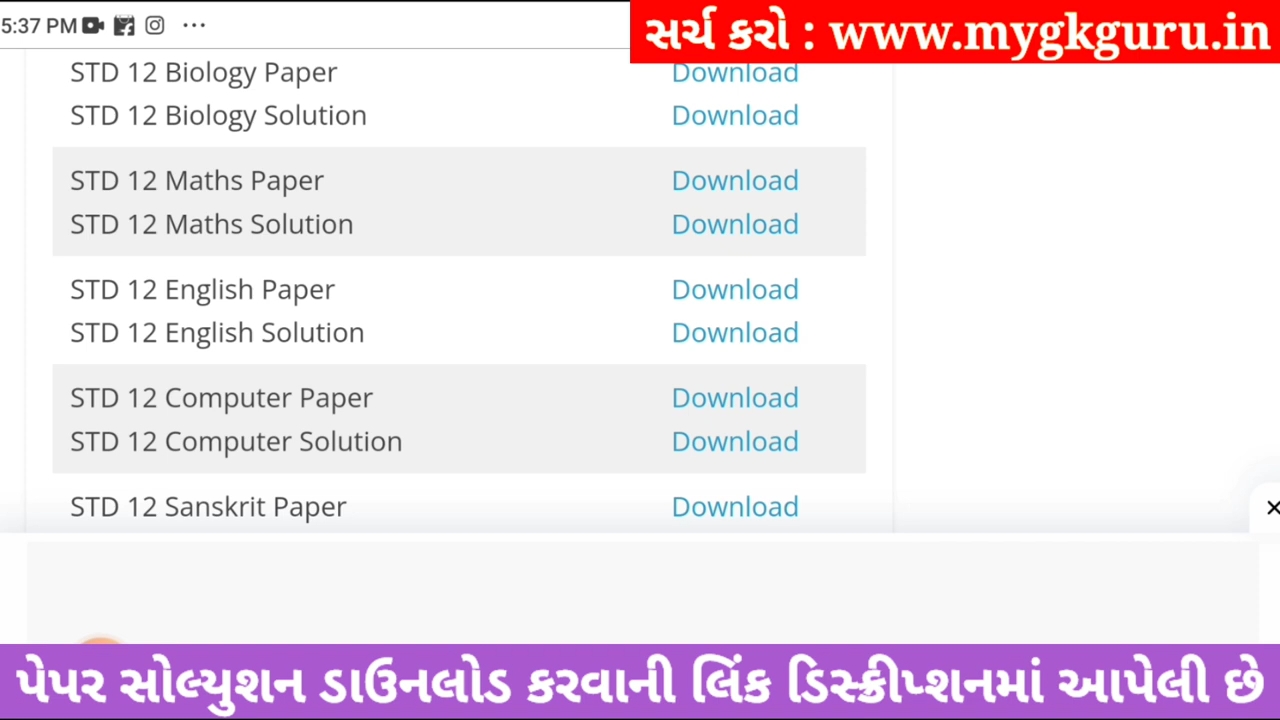 5:37 PM
સર્ચ કરો : www.mygkguru.in
STD 12 Biology Paper Download
STD 12 Biology Solution Download
STD 12 Maths Paper Download
STD 12 Maths Solution Download
STD 12 English Paper Download
STD 12 English Solution Download
STD 12 Computer Paper Download
STD 12 Computer Solution Download
STD 12 Sanskrit Paper Download
પેપર સોલ્યુશન ડાઉનલોડ કરવાની લિંક ડિસ્ક્રીપ્શનમાં આપેલી છે